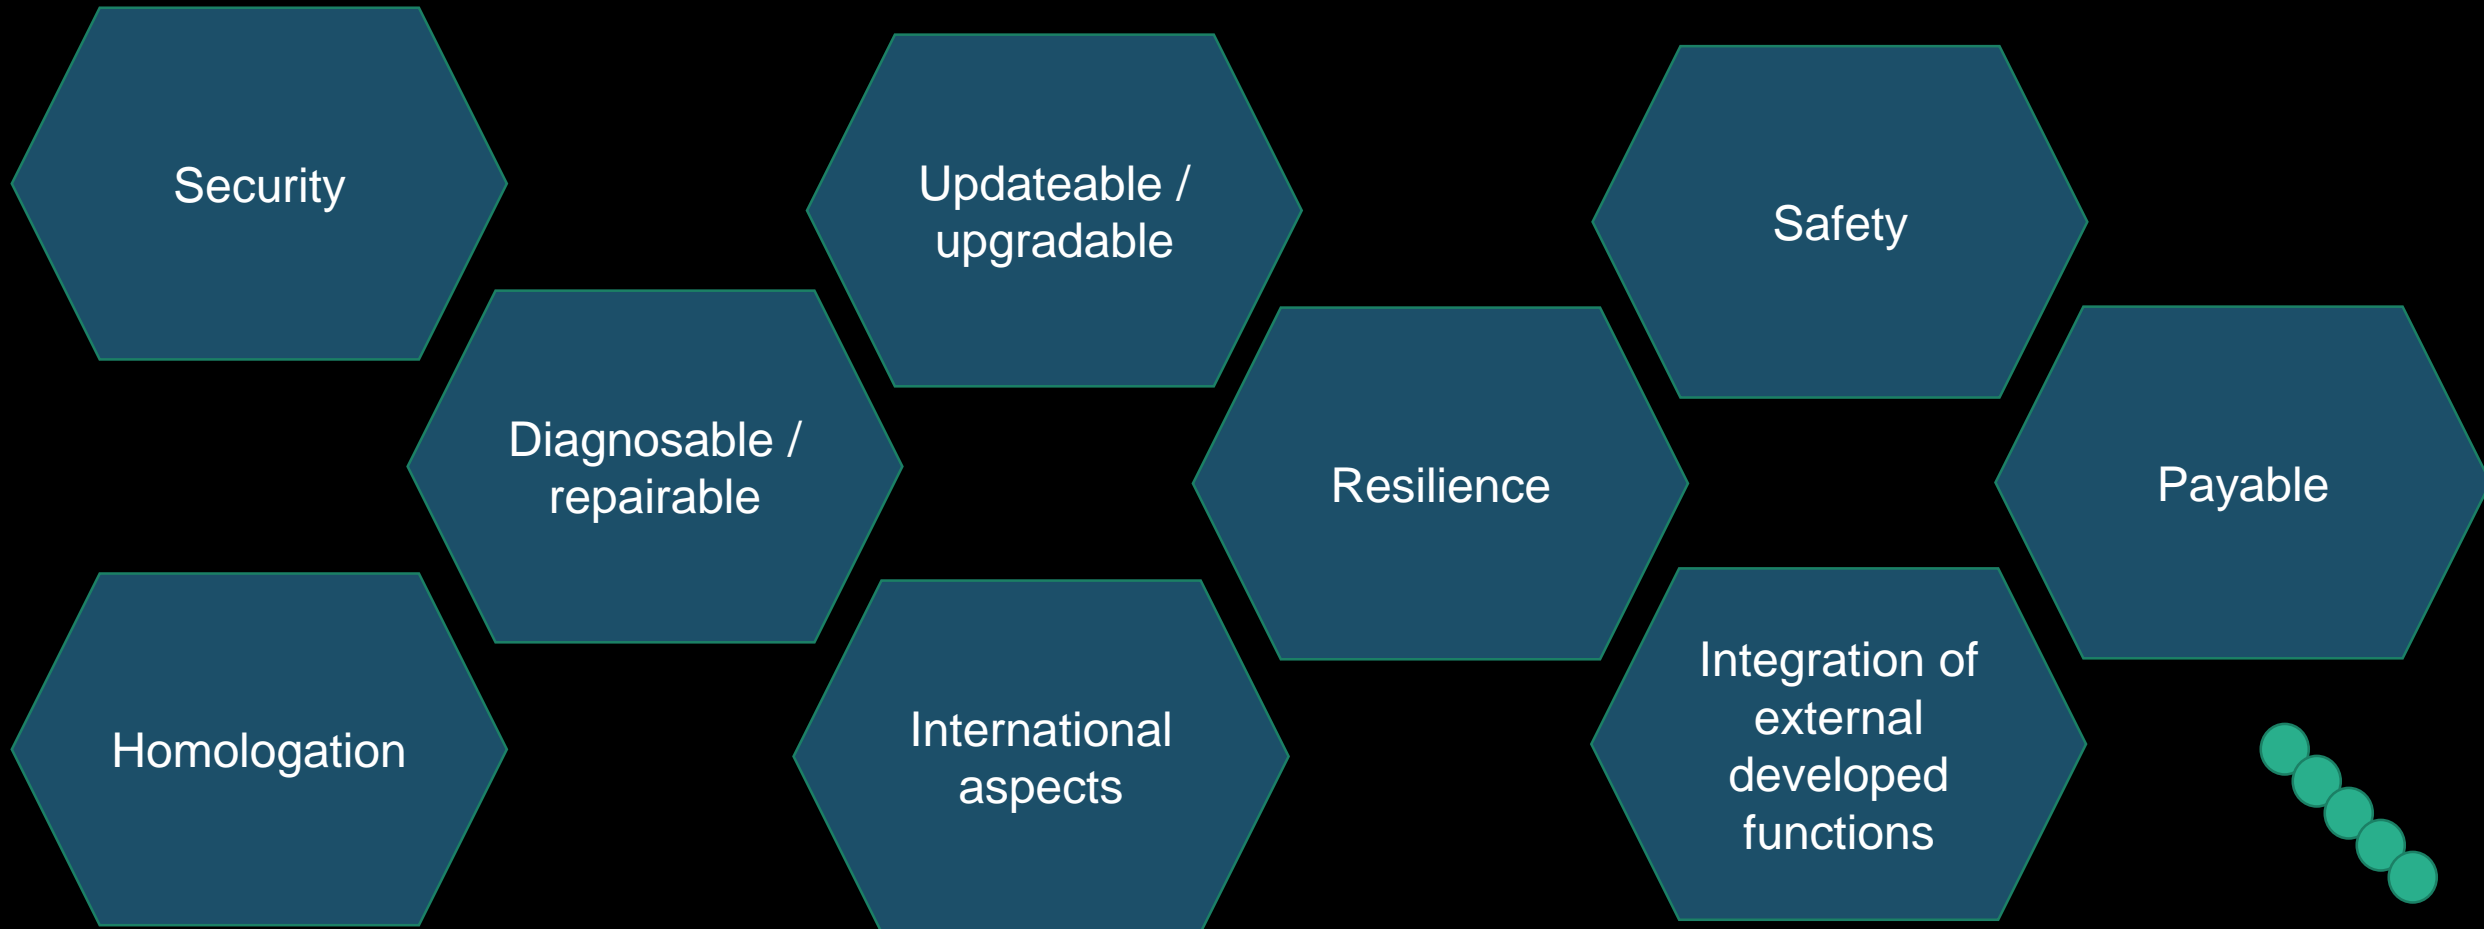 Security
Updateable /
upgradable
Safety
Diagnosable /
repairable
Resilience
Payable
Homologation
International
aspects
Integration of
external
developed
functions